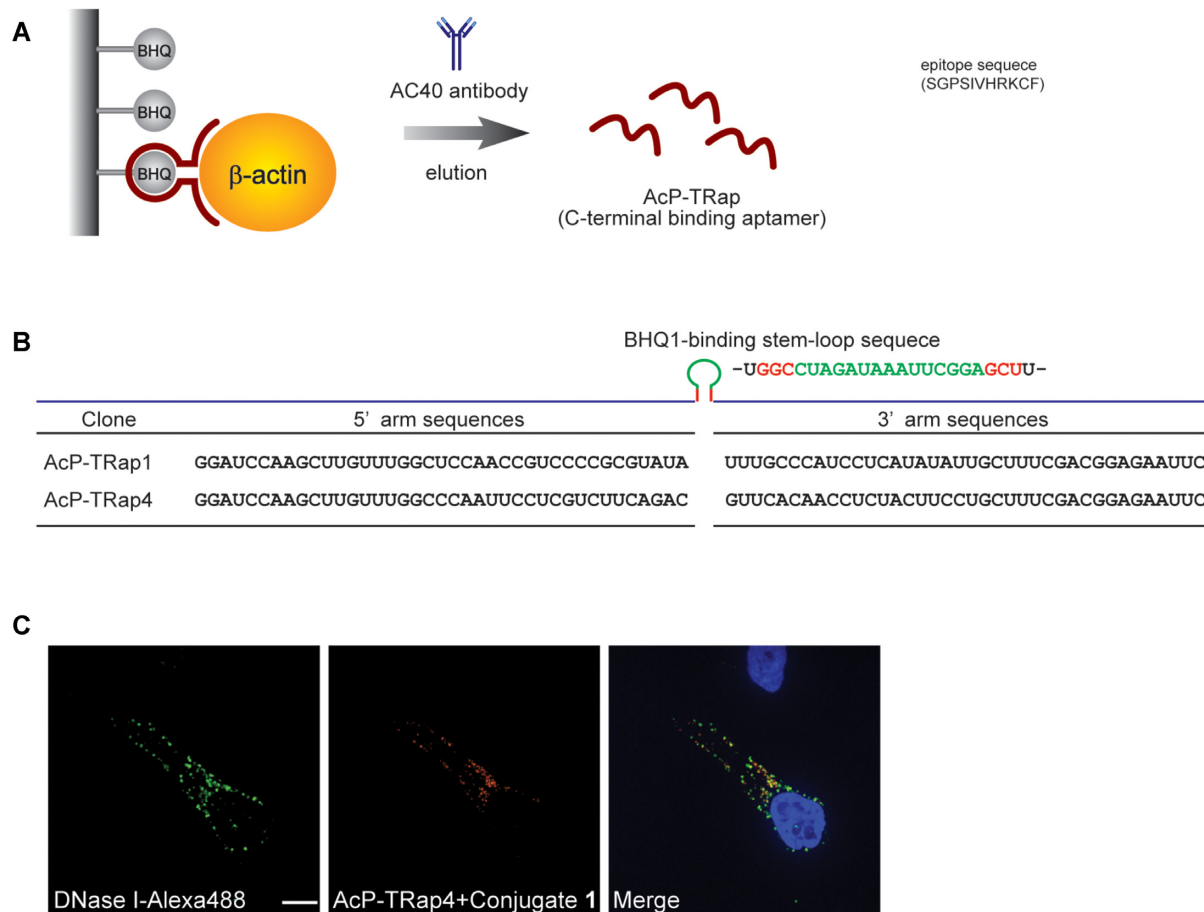 A
BHQ
BHQ
BHQ
β-actin
AC40 antibody
elution
AcP-TRap
(C-terminal binding aptamer)
epitope sequece
(SGPSIVHRKCF)
B
BHQ1-binding stem-loop sequece
-UGGCCUAGAUAAAUUCGGAGCUU-
Clone 5' arm sequences 3' arm sequences
AcP-TRap1 GGAUCCAAGCUUGUUUGGCUCCAACCGUCCCCGCGUAUA UUUGCCCAUCCUCAUAUAUUGCUUUCGACGGAGAAUUC
AcP-TRap4 GGAUCCAAGCUUGUUUGGCCCAAUUCCUCGUCUUCAGAC GUUCACAACCUCUACUUCCUGCUUUCGACGGAGAAUUC
C
DNase I-Alexa488
AcP-TRap4+Conjugate 1
Merge